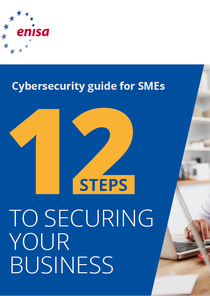 enisa
Cybersecurity guide for SMEs
12
STEPS
TO SECURING
YOUR
BUSINESS